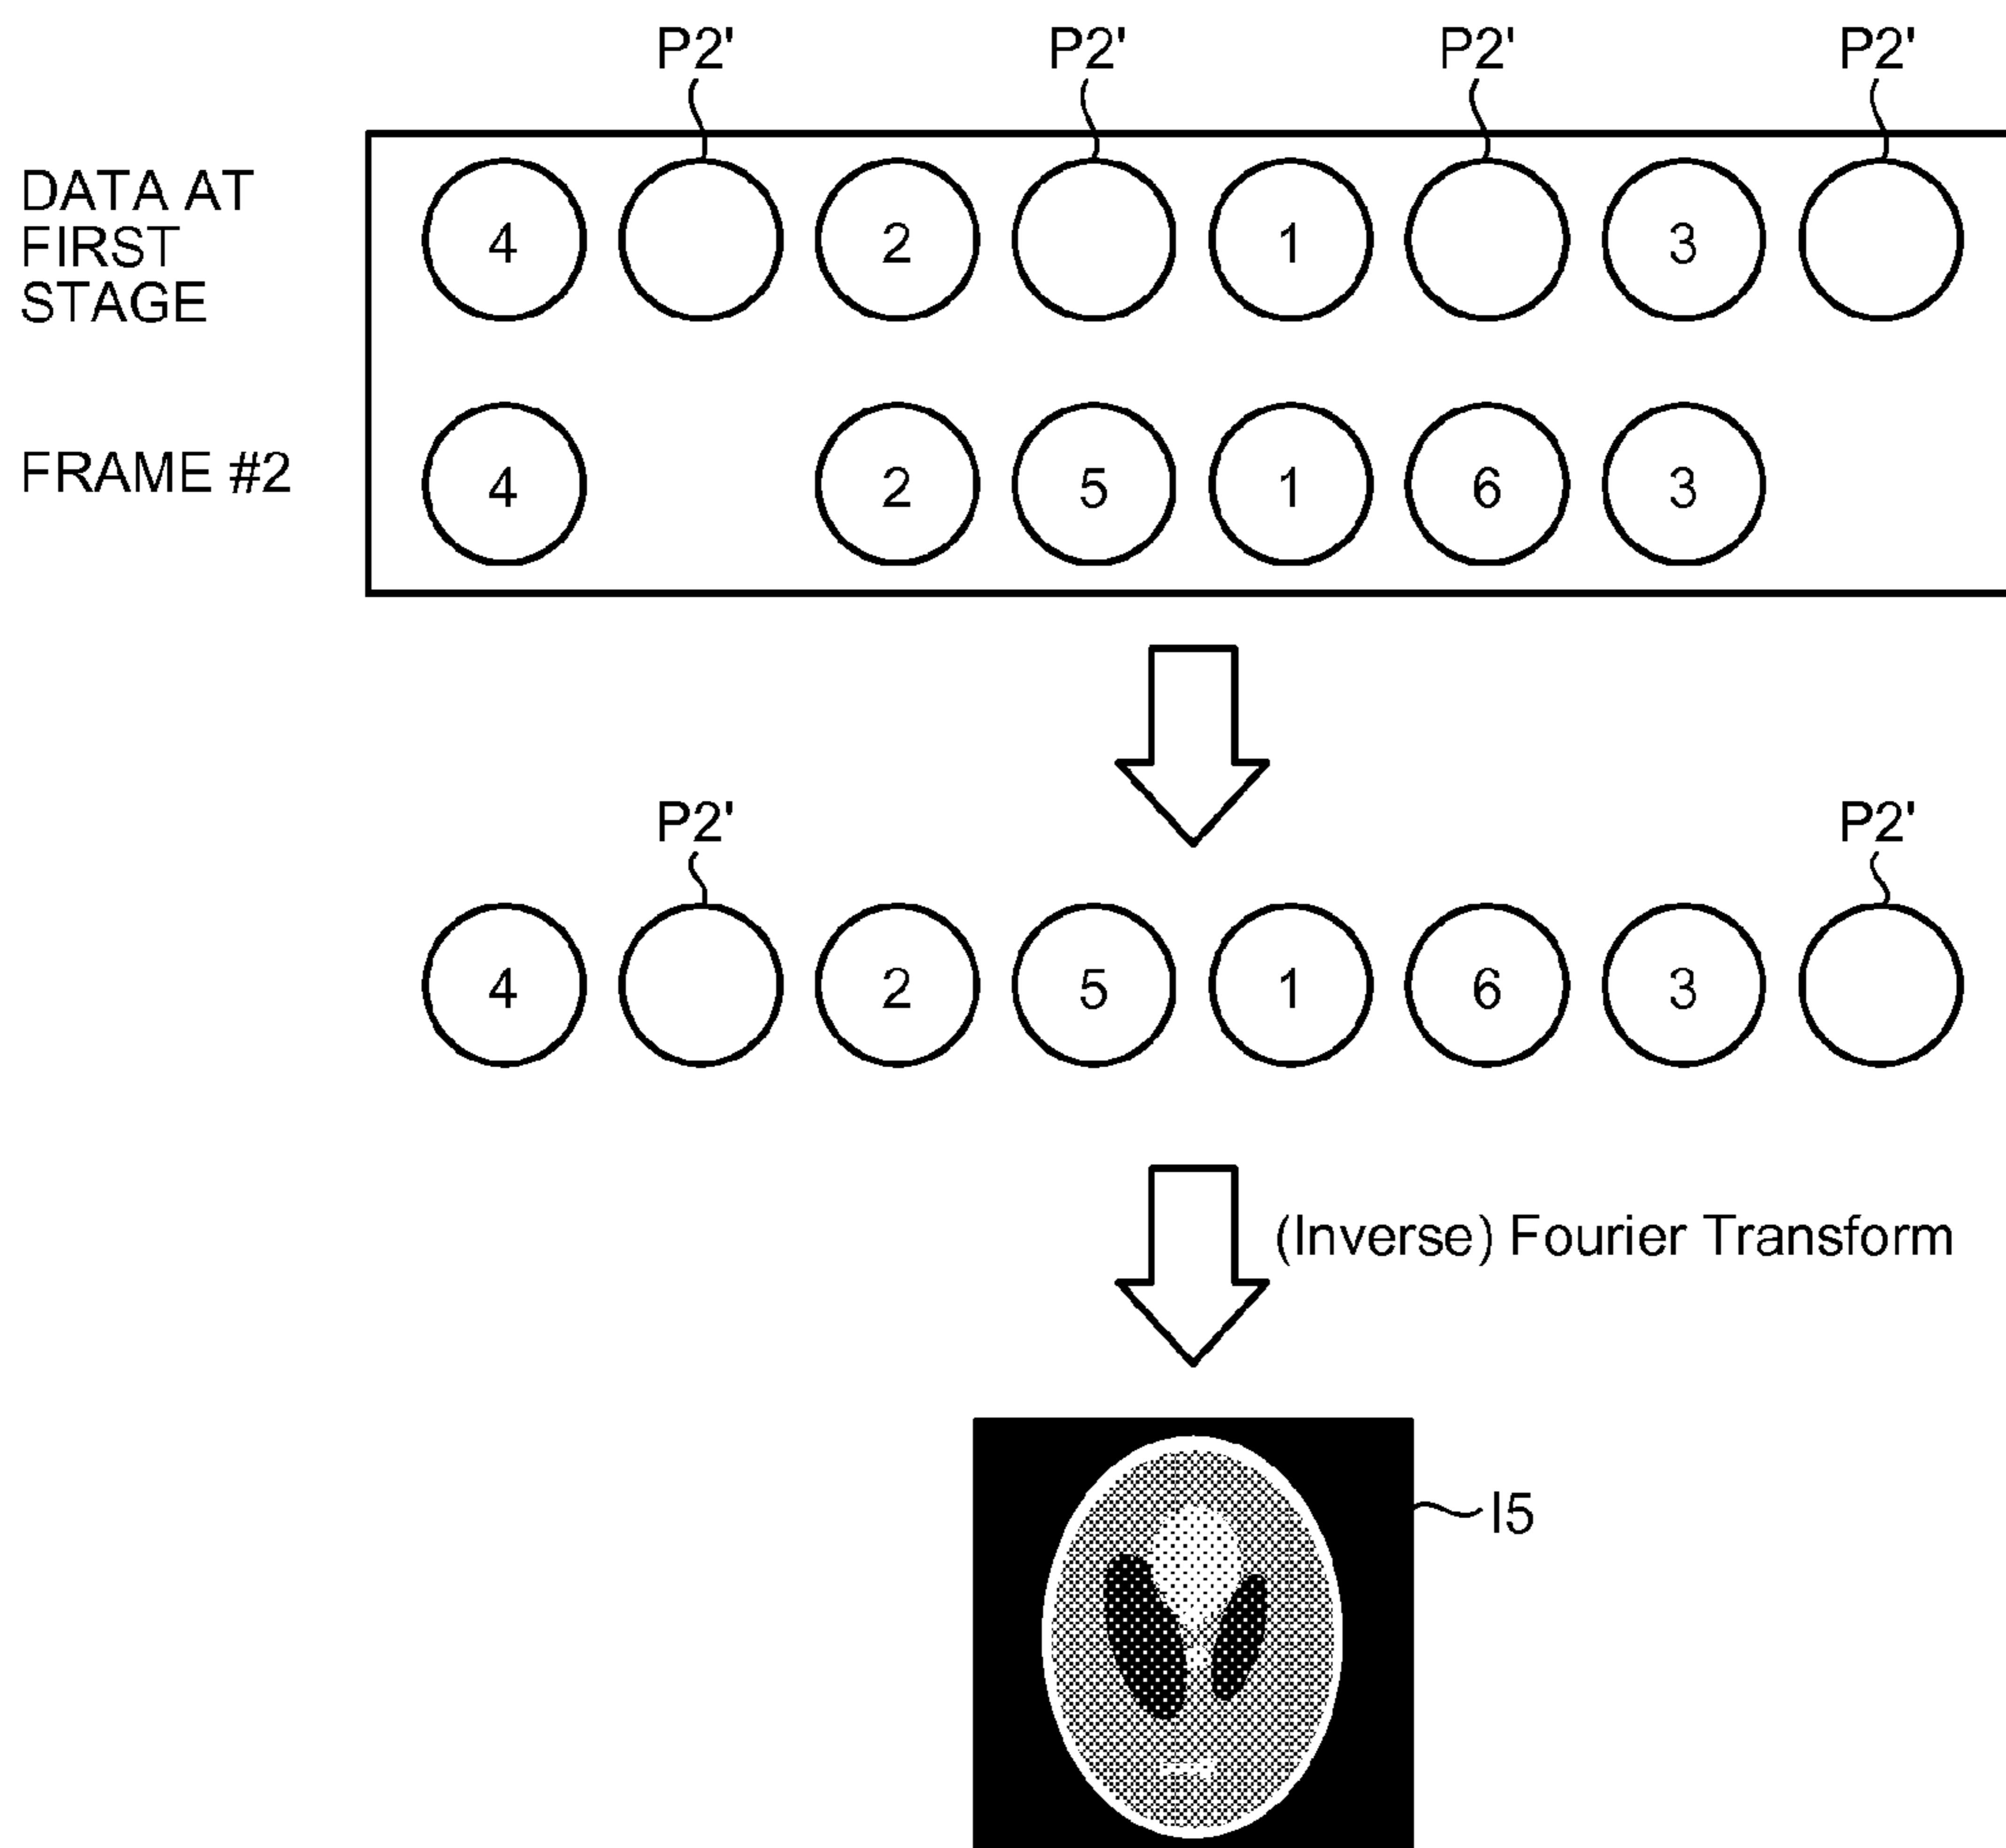 P2' P2' P2' P2'
DATA AT
FIRST
STAGE
4 2 1 3
FRAME #2
4 2 5 1 6 3
P2' P2'
4 2 5 1 6 3
(Inverse) Fourier Transform
I5